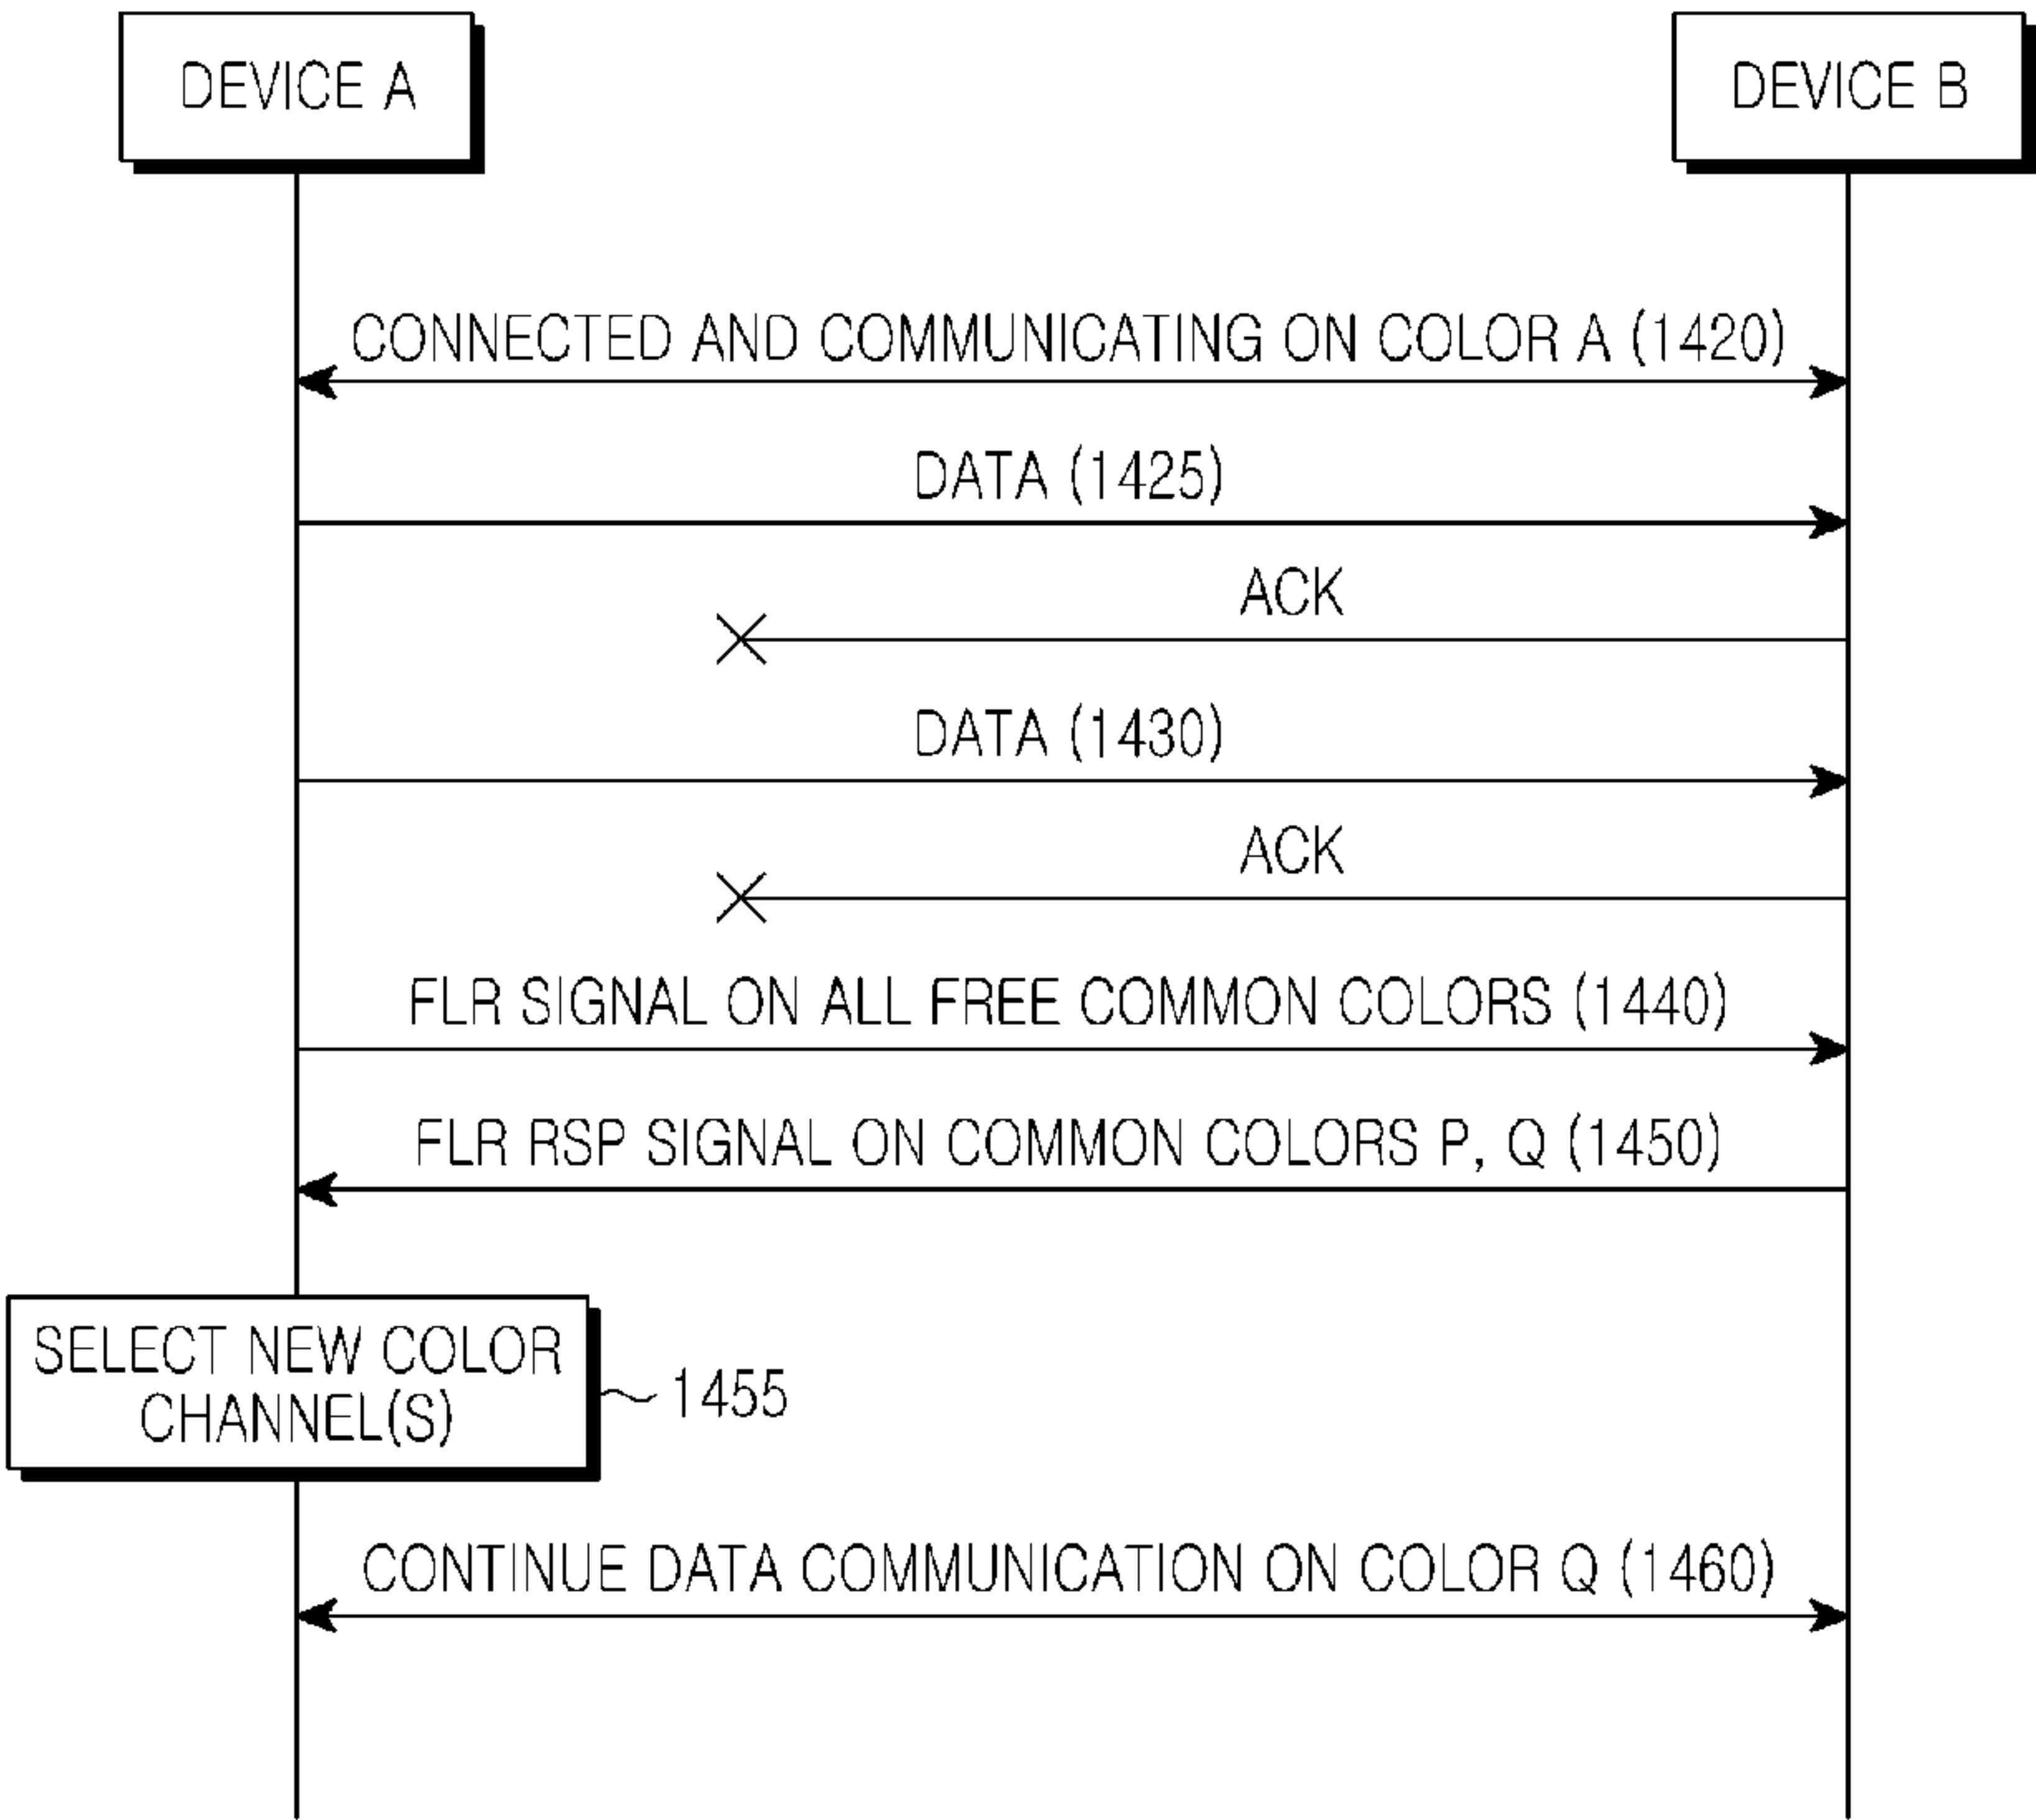 DEVICE A
DEVICE B
CONNECTED AND COMMUNICATING ON COLOR A (1420)
DATA (1425)
ACK
DATA (1430)
ACK
FLR SIGNAL ON ALL FREE COMMON COLORS (1440)
FLR RSP SIGNAL ON COMMON COLORS P, Q (1450)
SELECT NEW COLOR
CHANNEL(S)
1455
CONTINUE DATA COMMUNICATION ON COLOR Q (1460)